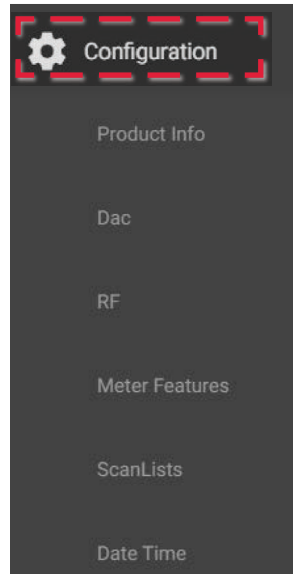 Configuration
Product Info
Dac
RF
Meter Features
ScanLists
Date Time